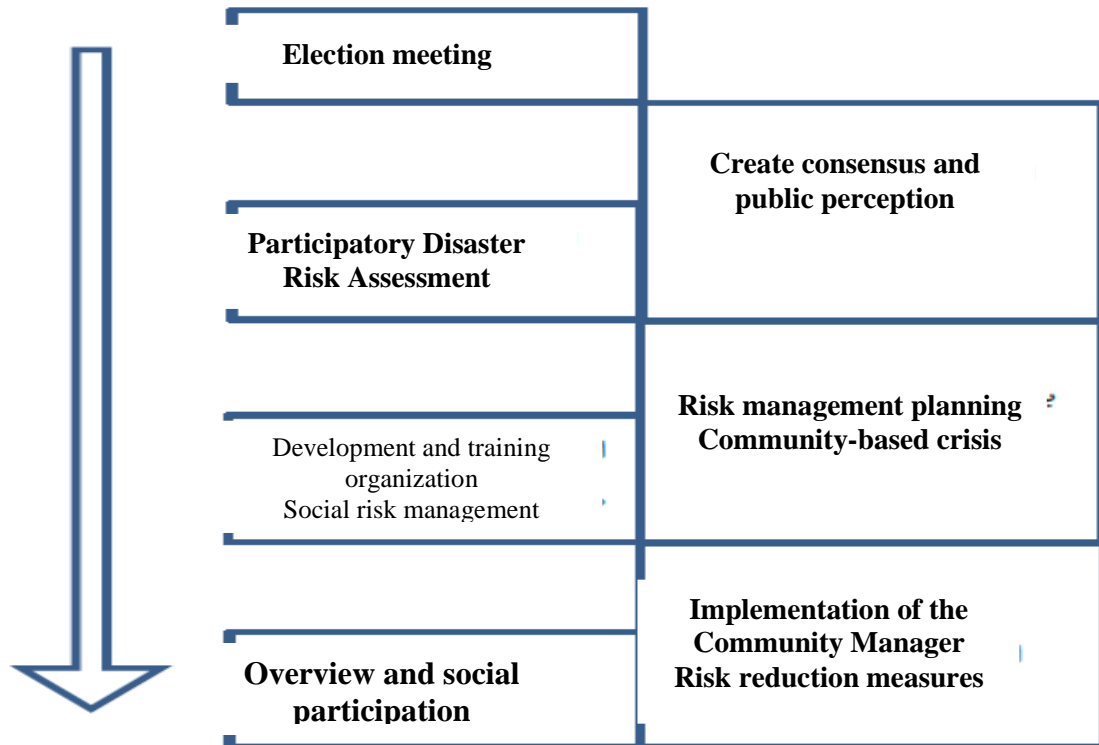 Election meeting
Create consensus and
public perception
Participatory Disaster
Risk Assessment
Risk management planning
Community-based crisis
Development and training
organization
Social risk management
Implementation of the
Community Manager
Risk reduction measures
Overview and social
participation